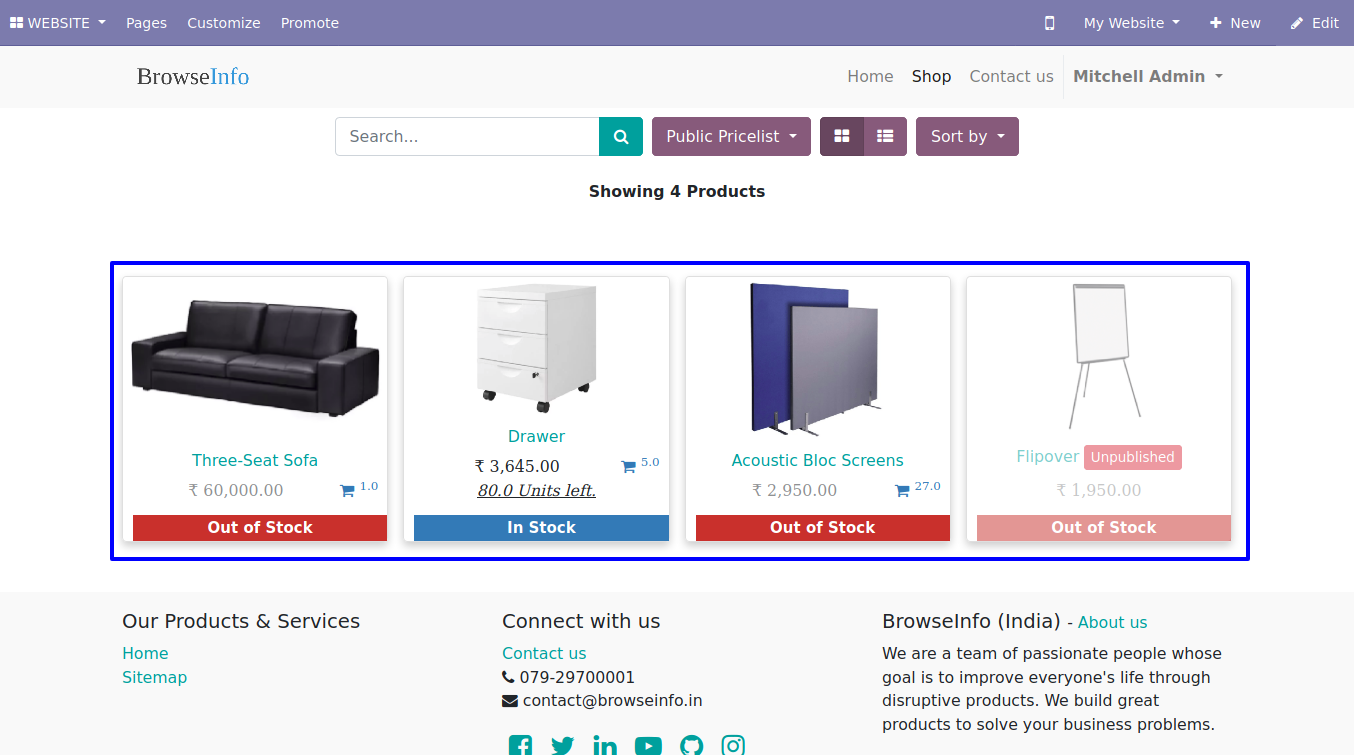 WEBSITE Pages Customize Promote My Website New Edit
BrowseInfo Home Shop Contact us Mitchell Admin
Search... Public Pricelist Sort by
Showing 4 Products
Three-Seat Sofa
₹ 60,000.00 1.0
Out of Stock
Drawer
₹ 3,645.00 5.0
80.0 Units left.
In Stock
Acoustic Bloc Screens
₹ 2,950.00 27.0
Out of Stock
Flipover Unpublished
₹ 1,950.00
Out of Stock
Our Products & Services
Home
Sitemap
Connect with us
Contact us
079-29700001
contact@browseinfo.in
BrowseInfo (India) - About us
We are a team of passionate people whose
goal is to improve everyone's life through
disruptive products. We build great
products to solve your business problems.